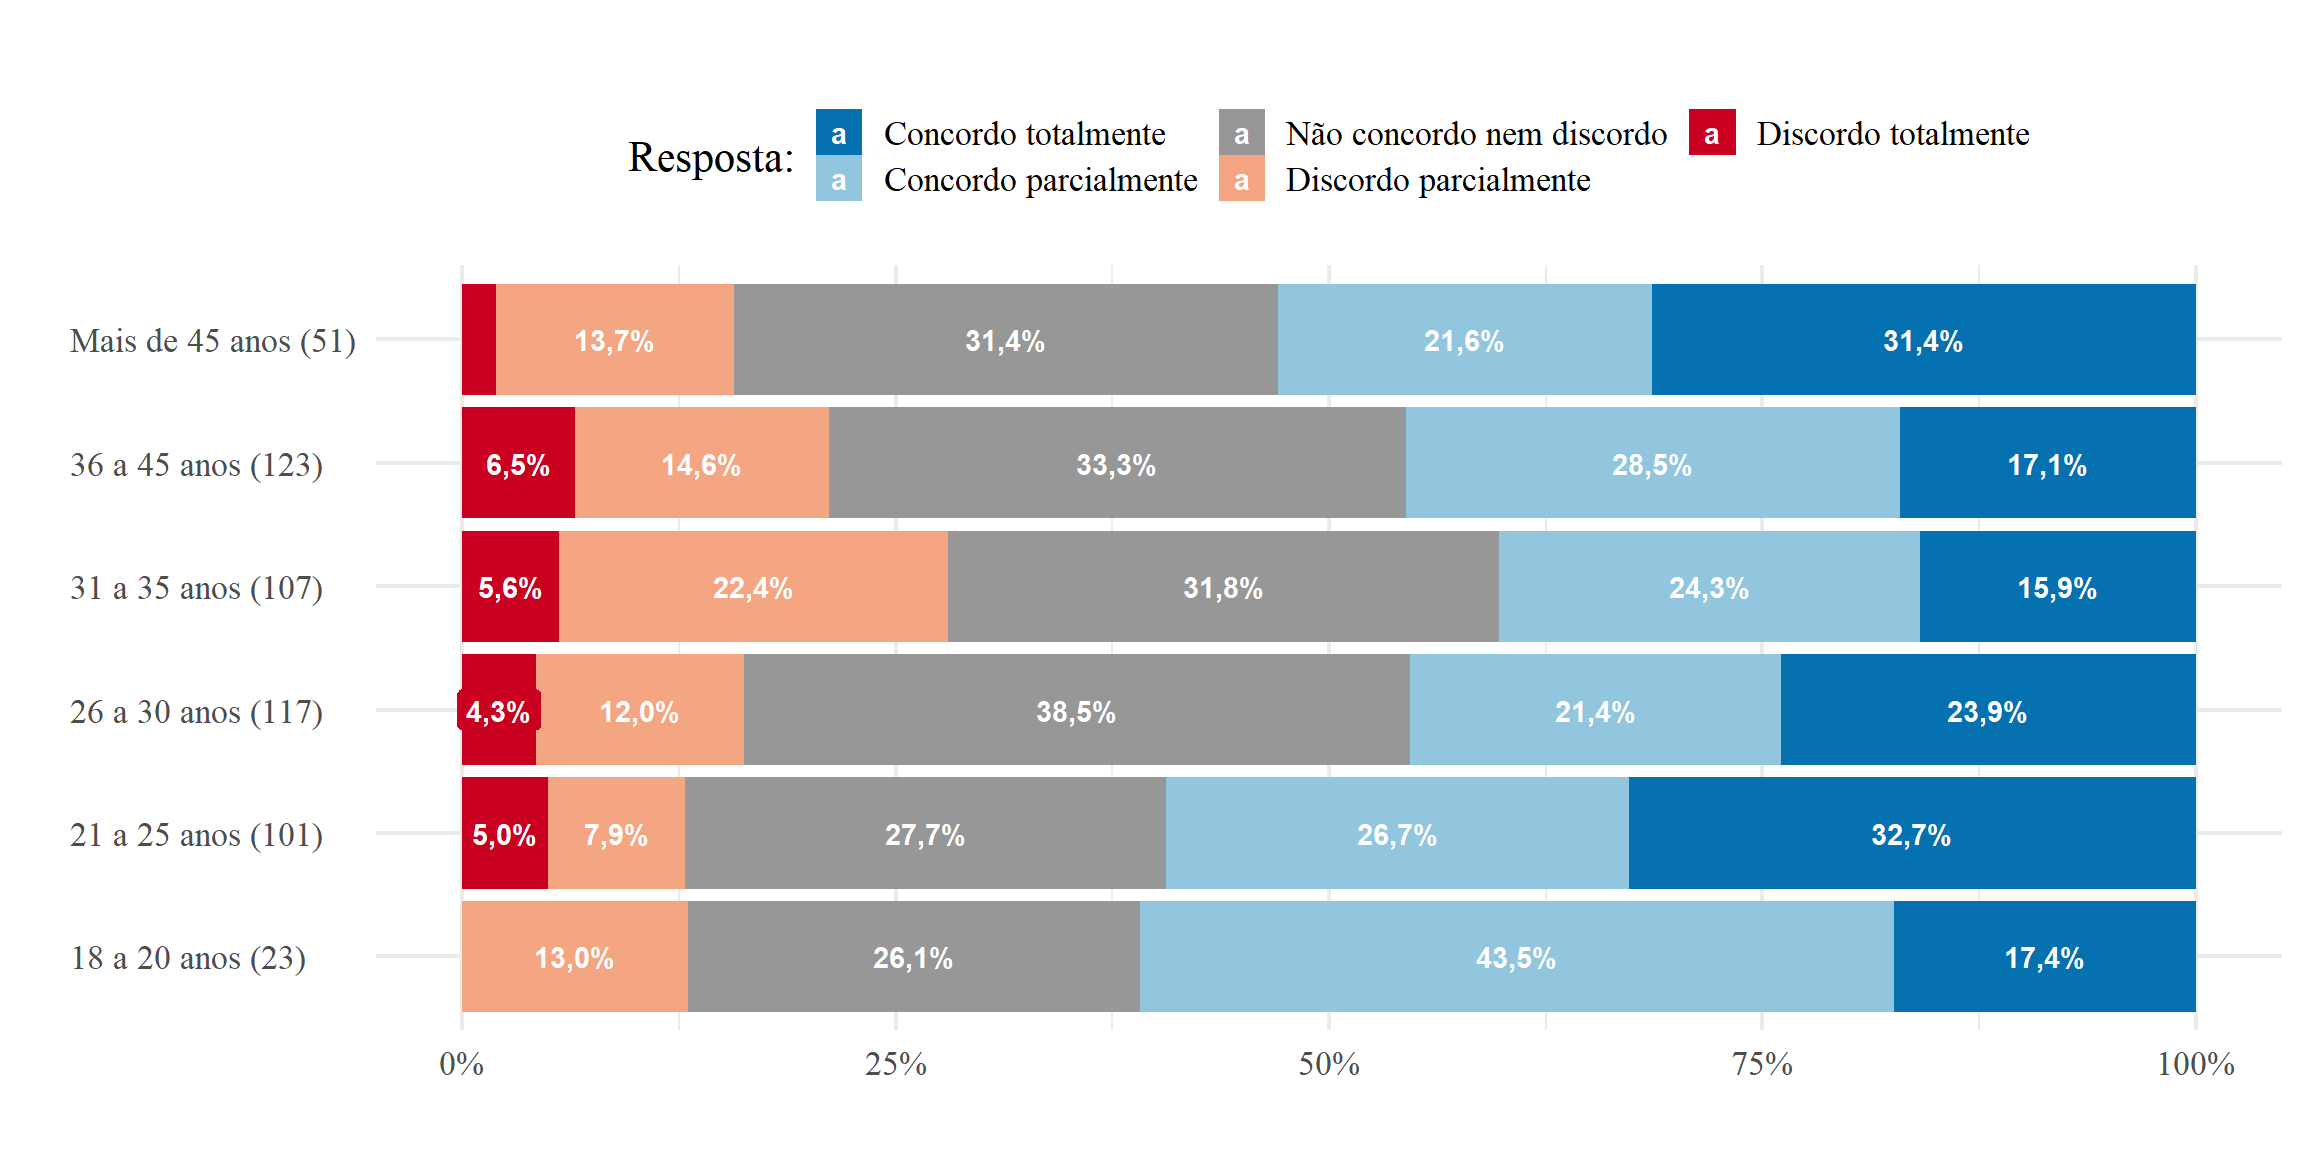 Resposta: a Concordo totalmente a Não concordo nem discordo a Discordo totalmente
a Concordo parcialmente a Discordo parcialmente
Mais de 45 anos (51) 13,7% 31,4% 21,6% 31,4%
36 a 45 anos (123) 6,5% 14,6% 33,3% 28,5% 17,1%
31 a 35 anos (107) 5,6% 22,4% 31,8% 24,3% 15,9%
26 a 30 anos (117) 4,3% 12,0% 38,5% 21,4% 23,9%
21 a 25 anos (101) 5,0% 7,9% 27,7% 26,7% 32,7%
18 a 20 anos (23) 13,0% 26,1% 43,5% 17,4%
0% 25% 50% 75% 100%